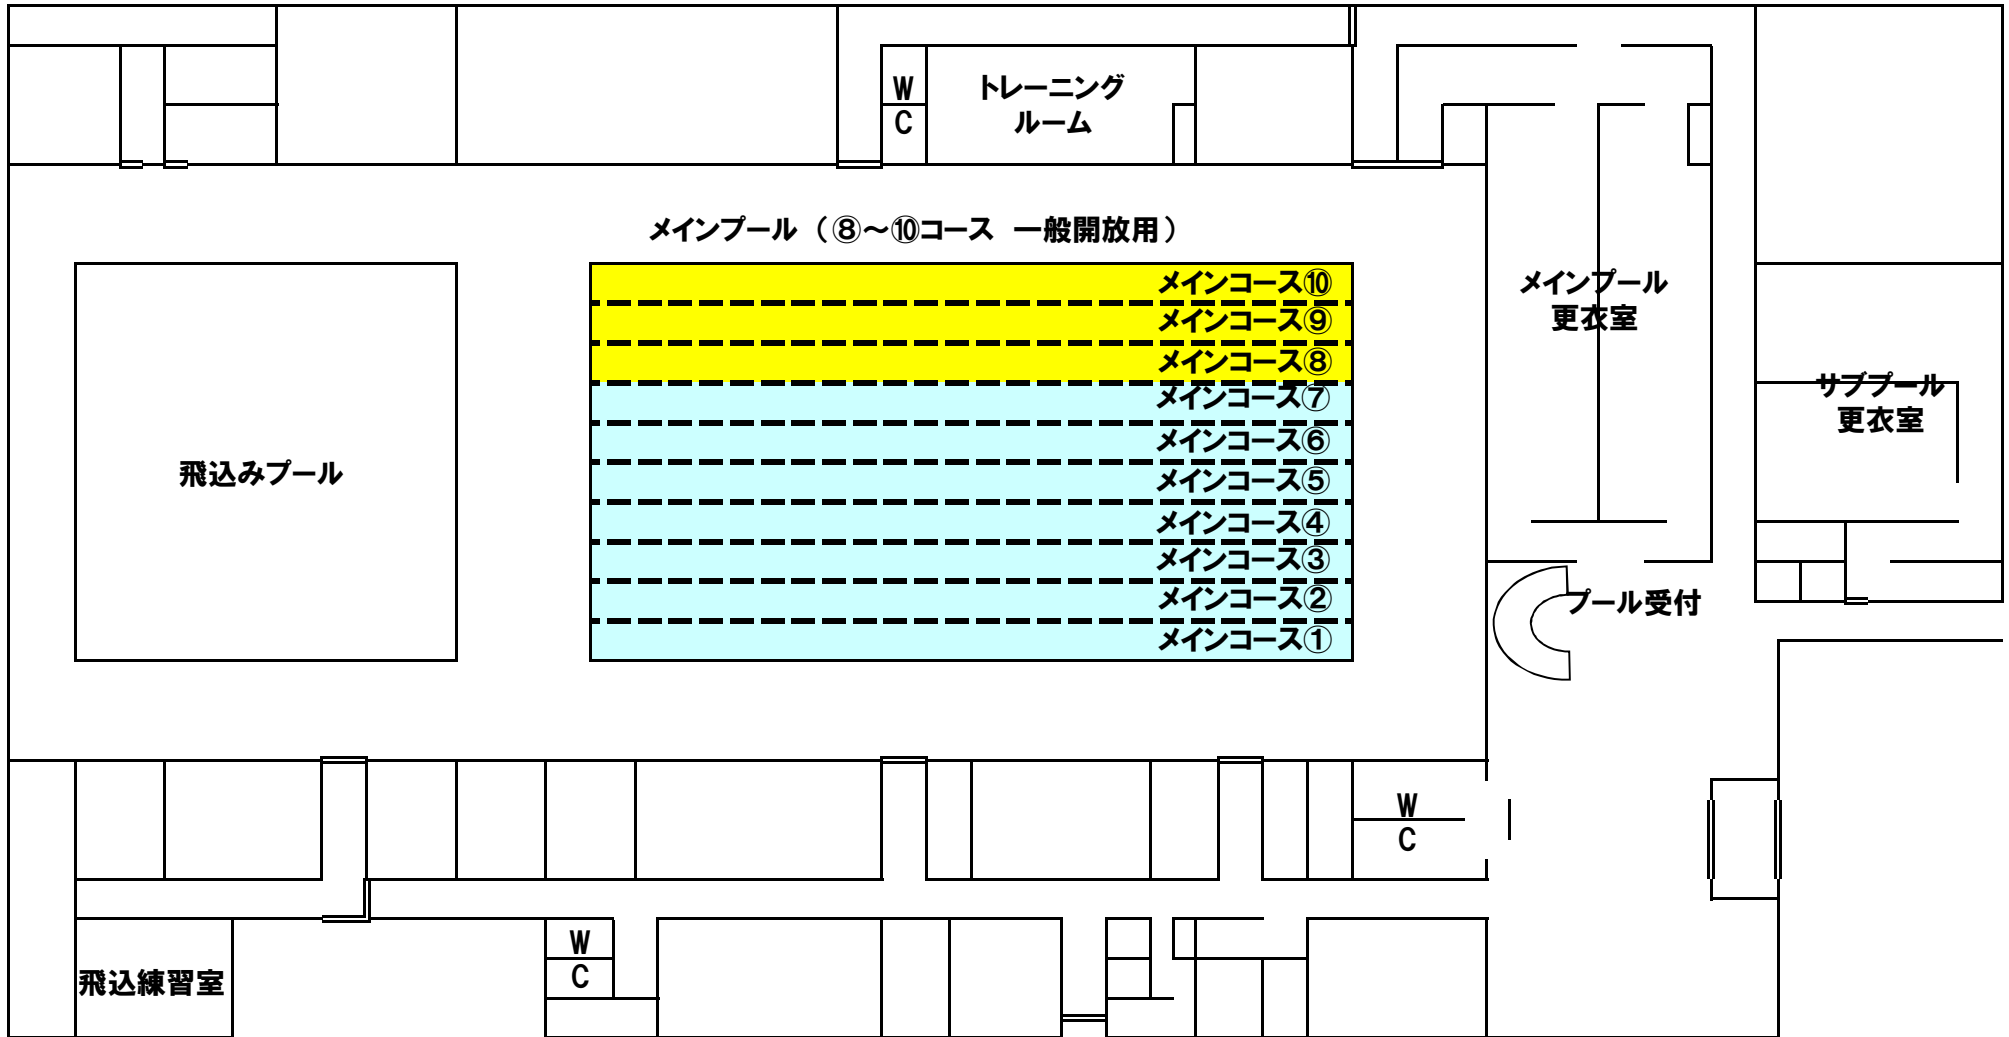 W
C
トレーニング
ルーム
メインプール（⑧～⑩コース　一般開放用）
メインコース⑩
メインコース⑨
メインコース⑧
メインコース⑦
メインコース⑥
メインコース⑤
メインコース④
メインコース③
メインコース②
メインコース①
飛込みプール
メインプール
更衣室
サブプール
更衣室
プール受付
W
C
W
C
飛込練習室